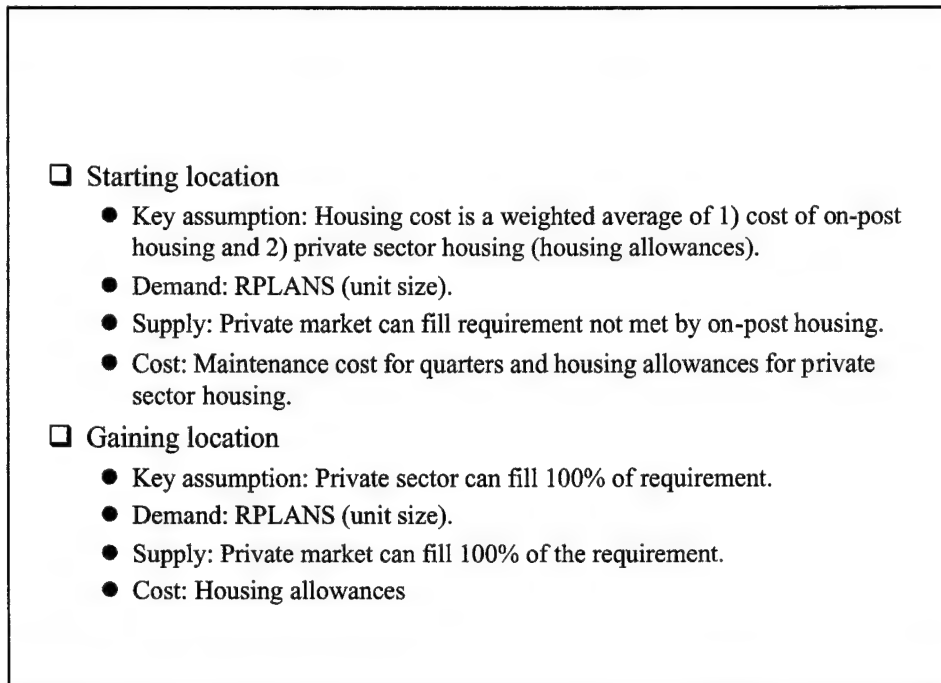 ❑ Starting location
● Key assumption: Housing cost is a weighted average of 1) cost of on-post
housing and 2) private sector housing (housing allowances).
● Demand: RPLANS (unit size).
● Supply: Private market can fill requirement not met by on-post housing.
● Cost: Maintenance cost for quarters and housing allowances for private
sector housing.
❑ Gaining location
● Key assumption: Private sector can fill 100% of requirement.
● Demand: RPLANS (unit size).
● Supply: Private market can fill 100% of the requirement.
● Cost: Housing allowances